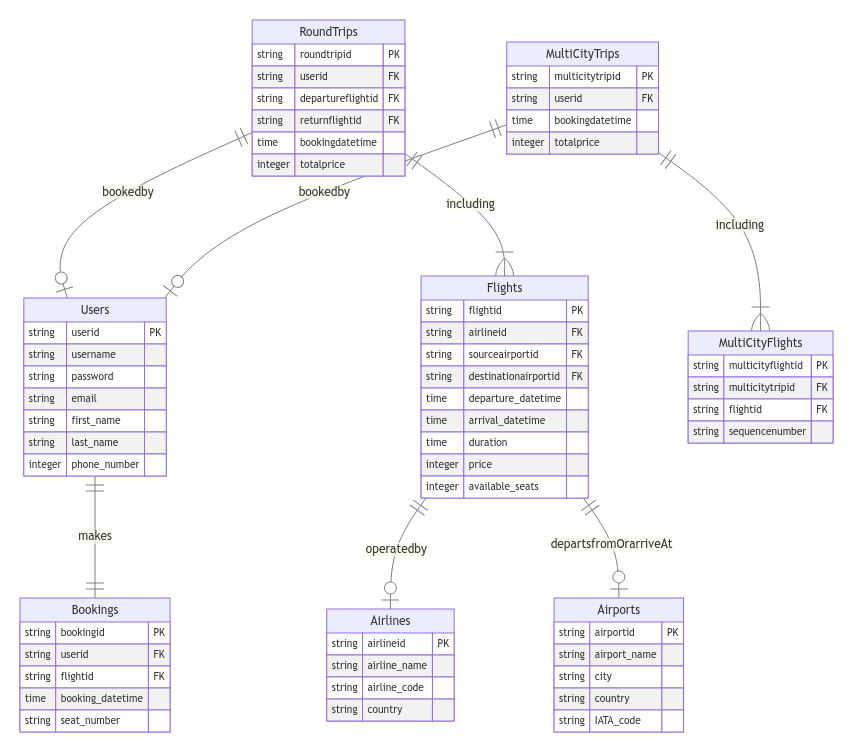 RoundTrips
string roundtripid PK
string userid FK
string departureflightid FK
string returnflightid FK
time bookingdatetime
integer totalprice
MultiCityTrips
string multicitytripid PK
string userid FK
time bookingdatetime
integer totalprice
bookedby
bookedby
including
including
Users
string userid PK
string username
string password
string email
string first_name
string last_name
integer phone_number
Flights
string flightid PK
string airlineid FK
string sourceairportid FK
string destinationairportid FK
time departure_datetime
time arrival_datetime
time duration
integer price
integer available_seats
MultiCityFlights
string multicityflightid PK
string multicitytripid FK
string flightid FK
string sequencenumber
makes
operatedby
departsfromOrarriveAt
Bookings
string bookingid PK
string userid FK
string flightid FK
time booking_datetime
string seat_number
Airlines
string airlineid PK
string airline_name
string airline_code
string country
Airports
string airportid PK
string airport_name
string city
string country
string IATA_code